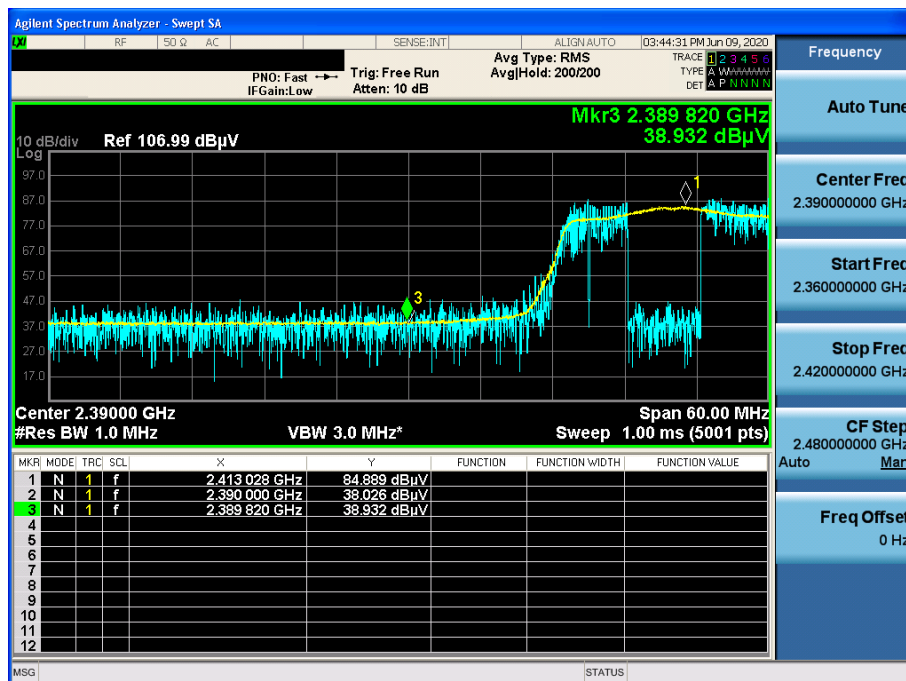 Agilent Spectrum Analyzer - Swept SA
LXI RF 50 Ω AC SENSE:INT ALIGN AUTO 03:44:31 PM Jun 09, 2020
Frequency
PNO: Fast
IFGain:Low
Trig: Free Run
Atten: 10 dB
Avg Type: RMS
Avg|Hold: 200/200
TRACE 1 2 3 4 5 6
TYPE A WWWWW
DET A P N N N N
Auto Tune
Mkr3 2.389 820 GHz
38.932 dBµV
10 dB/div Ref 106.99 dBµV
Log
97.0
87.0
77.0
67.0
57.0
47.0
37.0
27.0
17.0
1
3
Center Freq
2.390000000 GHz
Start Freq
2.360000000 GHz
Stop Freq
2.420000000 GHz
CF Step
2.480000000 GHz
Auto Man
Freq Offset
0 Hz
Center 2.39000 GHz Span 60.00 MHz
#Res BW 1.0 MHz VBW 3.0 MHz* Sweep 1.00 ms (5001 pts)
MKR MODE TRC SCL X Y FUNCTION FUNCTION WIDTH FUNCTION VALUE
1 N 1 f 2.413 028 GHz 84.889 dBµV
2 N 1 f 2.390 000 GHz 38.026 dBµV
3 N 1 f 2.389 820 GHz 38.932 dBµV
4
5
6
7
8
9
10
11
12
MSG STATUS